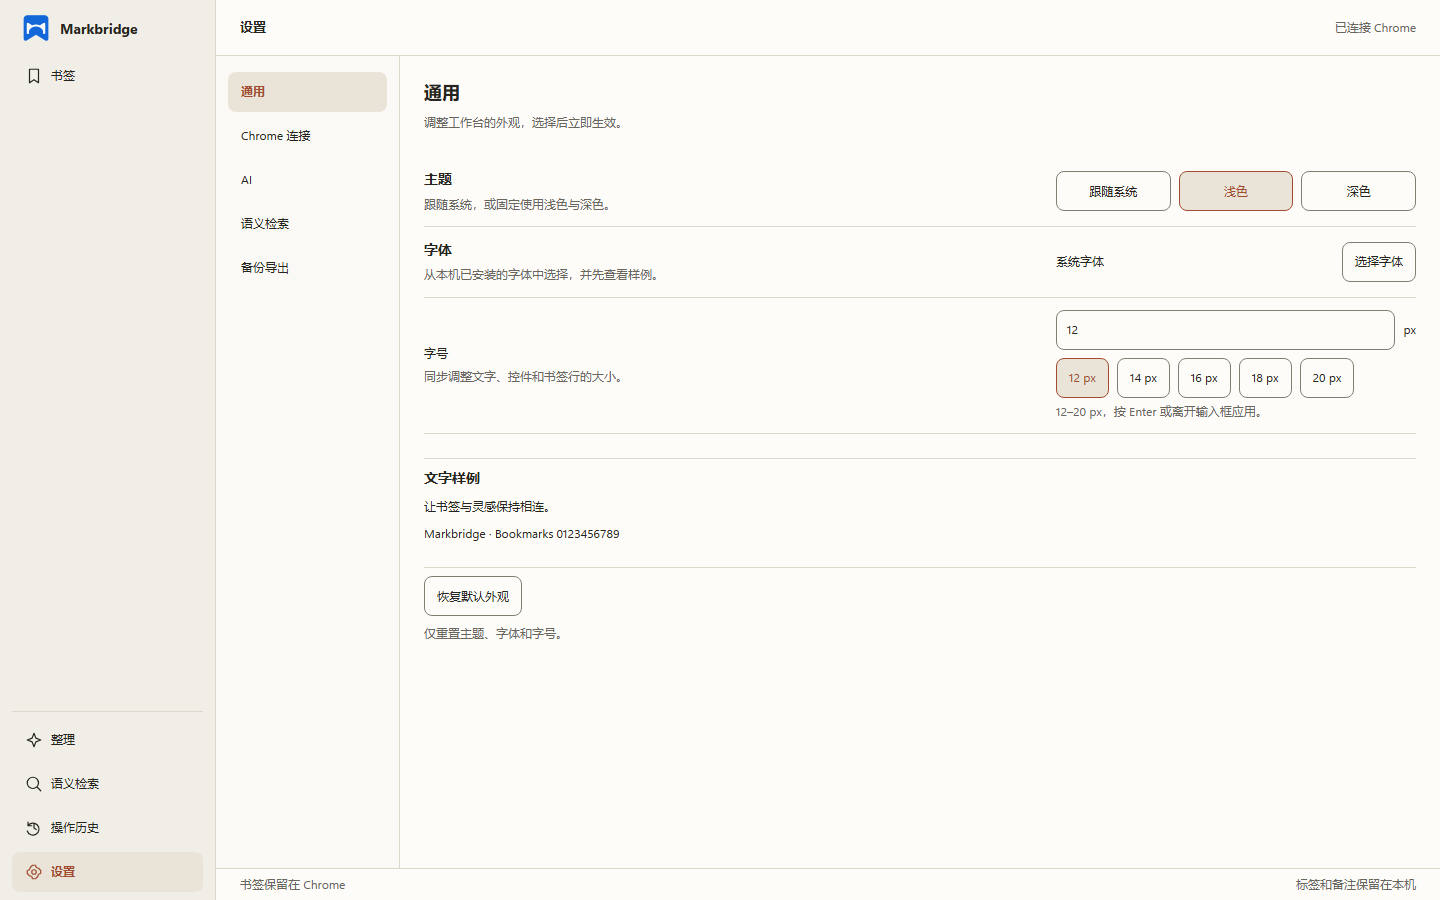 Markbridge
书签
整理
语义检索
操作历史
设置
设置
已连接 Chrome
通用
Chrome 连接
AI
语义检索
备份导出
通用
调整工作台的外观，选择后立即生效。
主题
跟随系统，或固定使用浅色与深色。
跟随系统
浅色
深色
字体
从本机已安装的字体中选择，并先查看样例。
系统字体
选择字体
字号
同步调整文字、控件和书签行的大小。
12
px
12 px
14 px
16 px
18 px
20 px
12–20 px，按 Enter 或离开输入框应用。
文字样例
让书签与灵感保持相连。
Markbridge · Bookmarks 0123456789
恢复默认外观
仅重置主题、字体和字号。
书签保留在 Chrome
标签和备注保留在本机